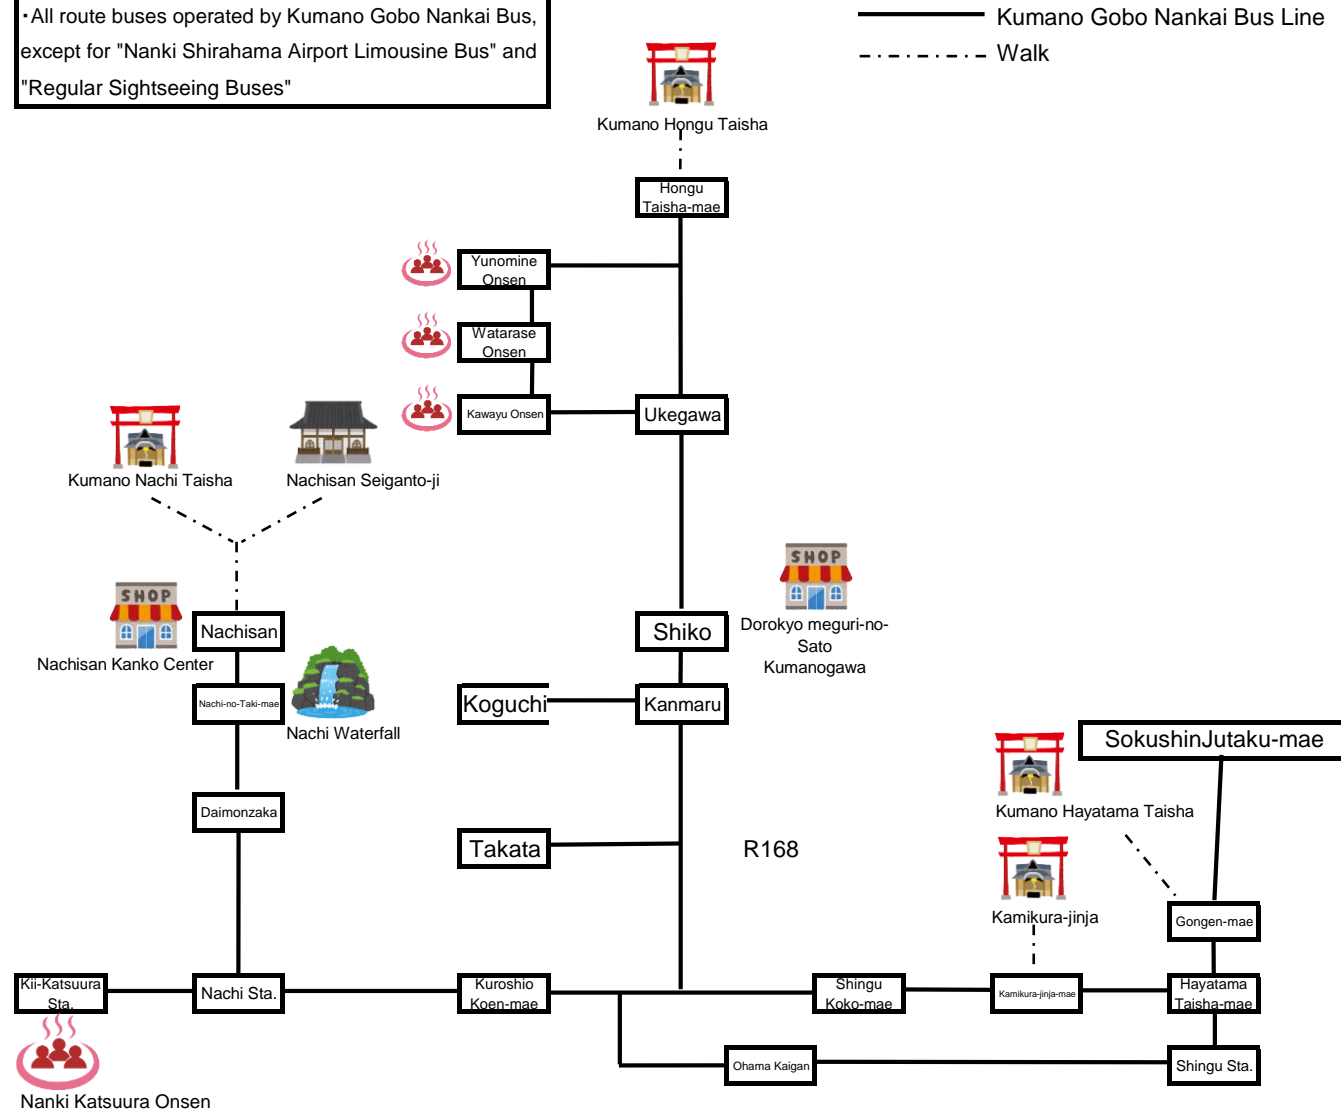 ・All route buses operated by Kumano Gobo Nankai Bus,
except for "Nanki Shirahama Airport Limousine Bus" and
"Regular Sightseeing Buses"
Kumano Gobo Nankai Bus Line
Walk
Kumano Hongu Taisha
Hongu
Taisha-mae
Yunomine
Onsen
Watarase
Onsen
Kawayu Onsen
Ukegawa
Kumano Nachi Taisha
Nachisan Seiganto-ji
SHOP
Nachisan Kanko Center
Nachisan
Nachi-no-Taki-mae
Nachi Waterfall
Daimonzaka
Shiko
SHOP
Dorokyo meguri-no-
Sato
Kumanogawa
Koguchi
Kanmaru
Takata
R168
SokushinJutaku-mae
Kumano Hayatama Taisha
Kamikura-jinja
Gongen-mae
Kii-Katsuura
Sta.
Nachi Sta.
Kuroshio
Koen-mae
Shingu
Koko-mae
Kamikura-jinja-mae
Hayatama
Taisha-mae
Ohama Kaigan
Shingu Sta.
Nanki Katsuura Onsen